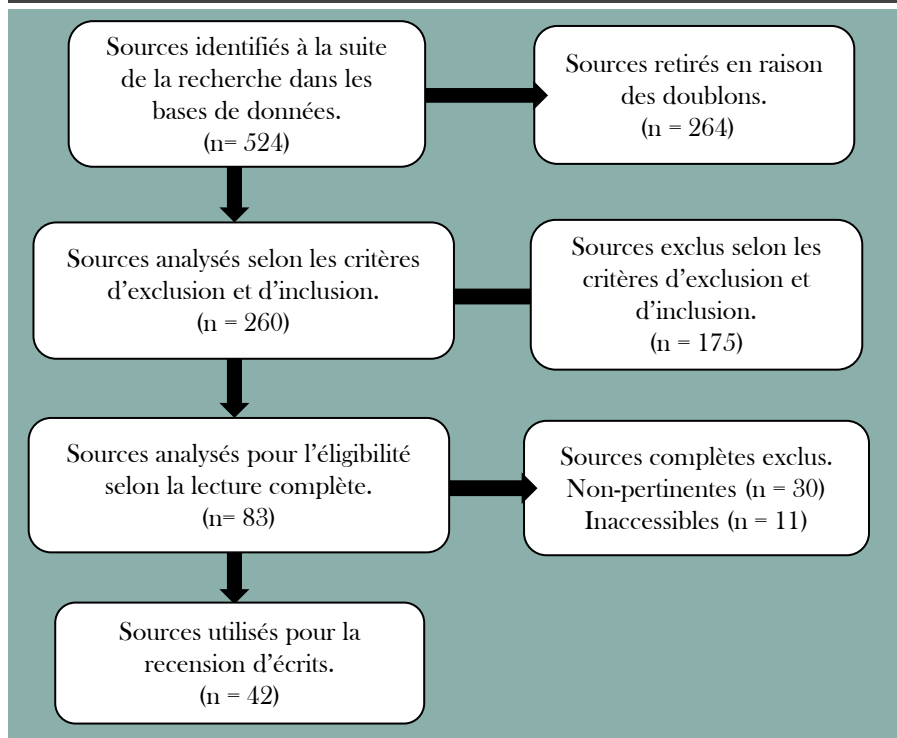 Sources identifiés à la suite
de la recherche dans les
bases de données.
(n= 524)
Sources retirés en raison
des doublons.
(n = 264)
Sources analysés selon les critères
d’exclusion et d’inclusion.
(n = 260)
Sources exclus selon les
critères d’exclusion et
d’inclusion.
(n = 175)
Sources analysés pour l’éligibilité
selon la lecture complète.
(n= 83)
Sources complètes exclus.
Non-pertinentes (n = 30)
Inaccessibles (n = 11)
Sources utilisés pour la
recension d’écrits.
(n = 42)